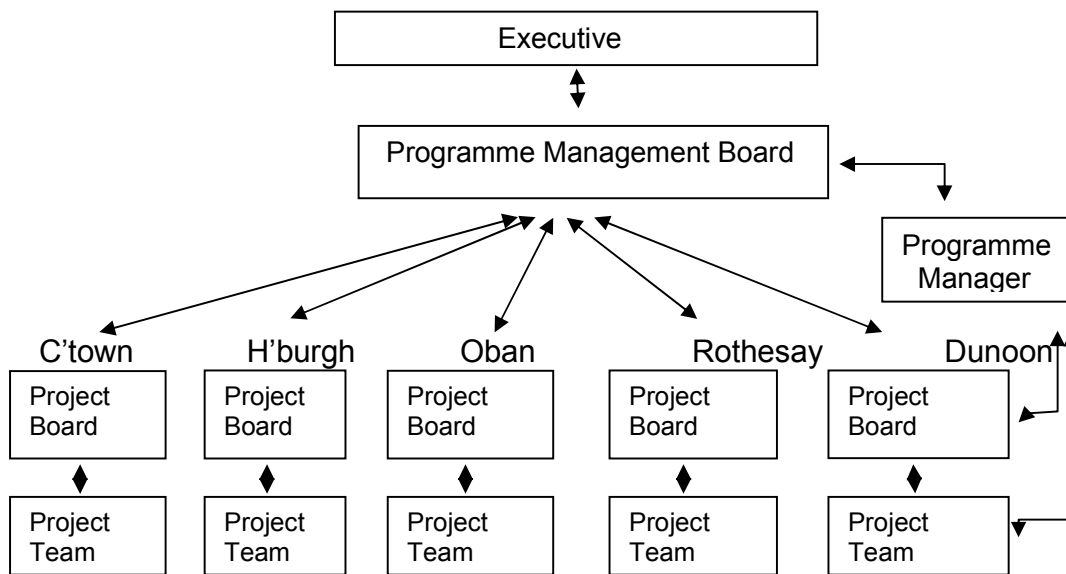 Executive
Programme Management Board
Programme
Manager
C'town
H'burgh
Oban
Rothesay
Dunoon
Project
Board
Project
Board
Project
Board
Project
Board
Project
Board
Project
Team
Project
Team
Project
Team
Project
Team
Project
Team